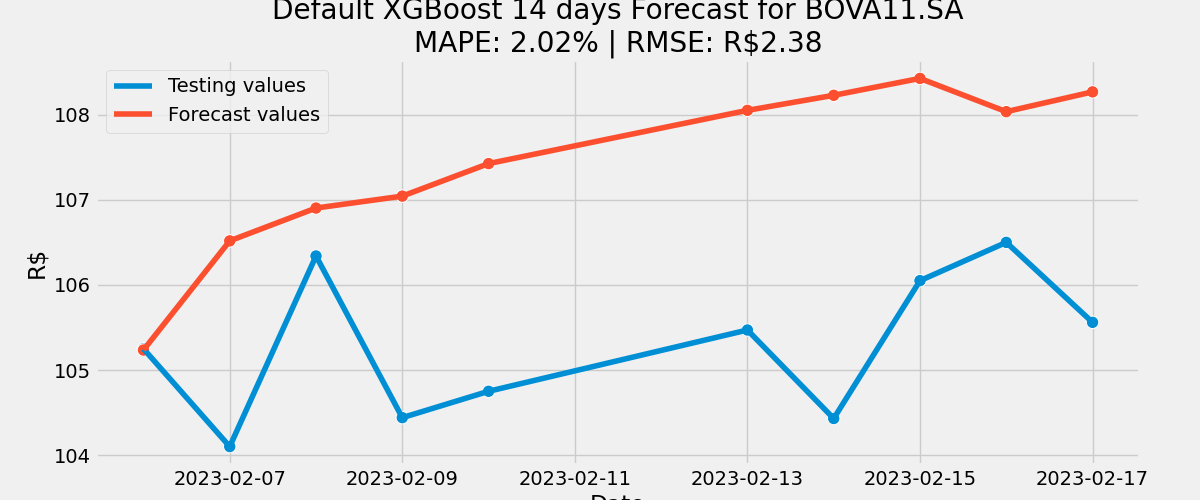 Default XGBoost 14 days Forecast for BOVA11.SA
MAPE: 2.02% | RMSE: R$2.38
Testing values
Forecast values
108
107
106
105
104
R$
2023-02-07
2023-02-09
2023-02-11
2023-02-13
2023-02-15
2023-02-17
Date